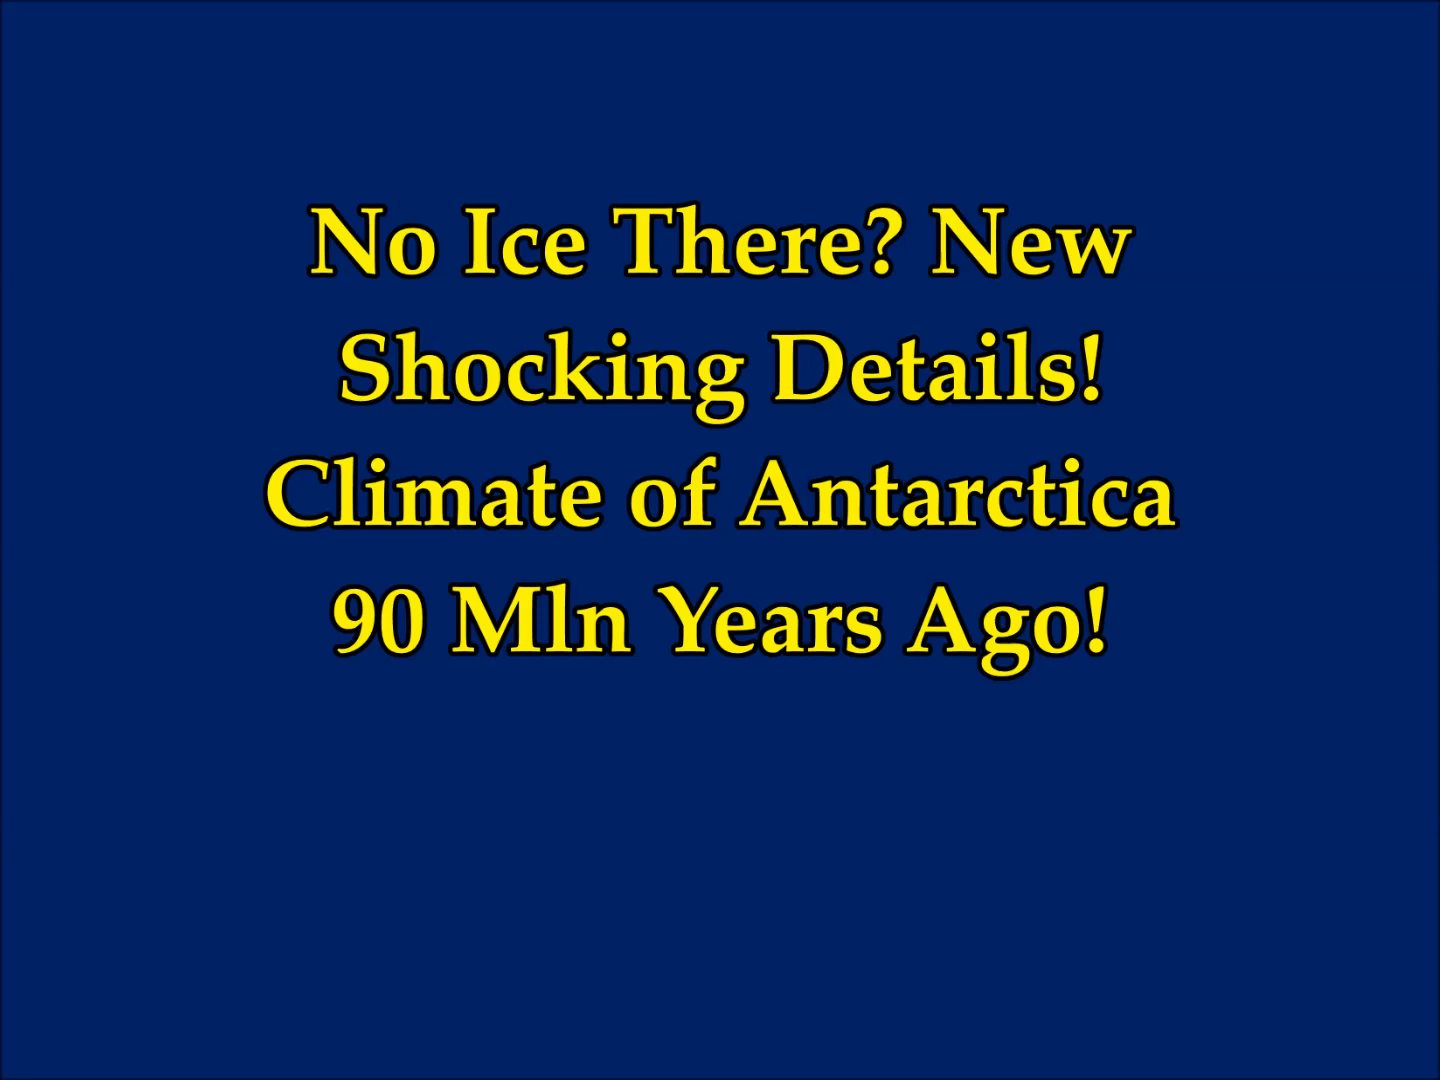 No Ice There? New
Shocking Details!
Climate of Antarctica
90 Mln Years Ago!